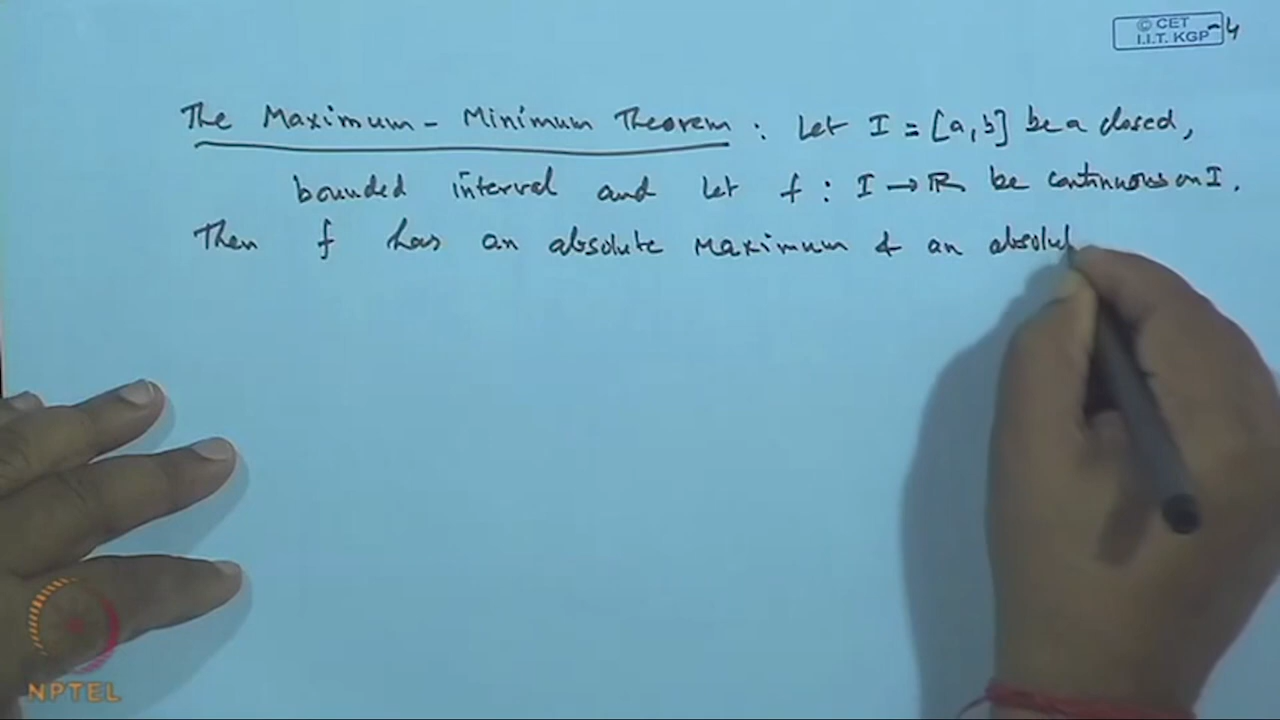 © CET
I.I.T. KGP -4
The Maximum - Minimum Theorem : Let I = [a, b] be a closed,
bounded interval and let f : I → R be continuous on I.
Then f has an absolute maximum & an absolut
NPTEL